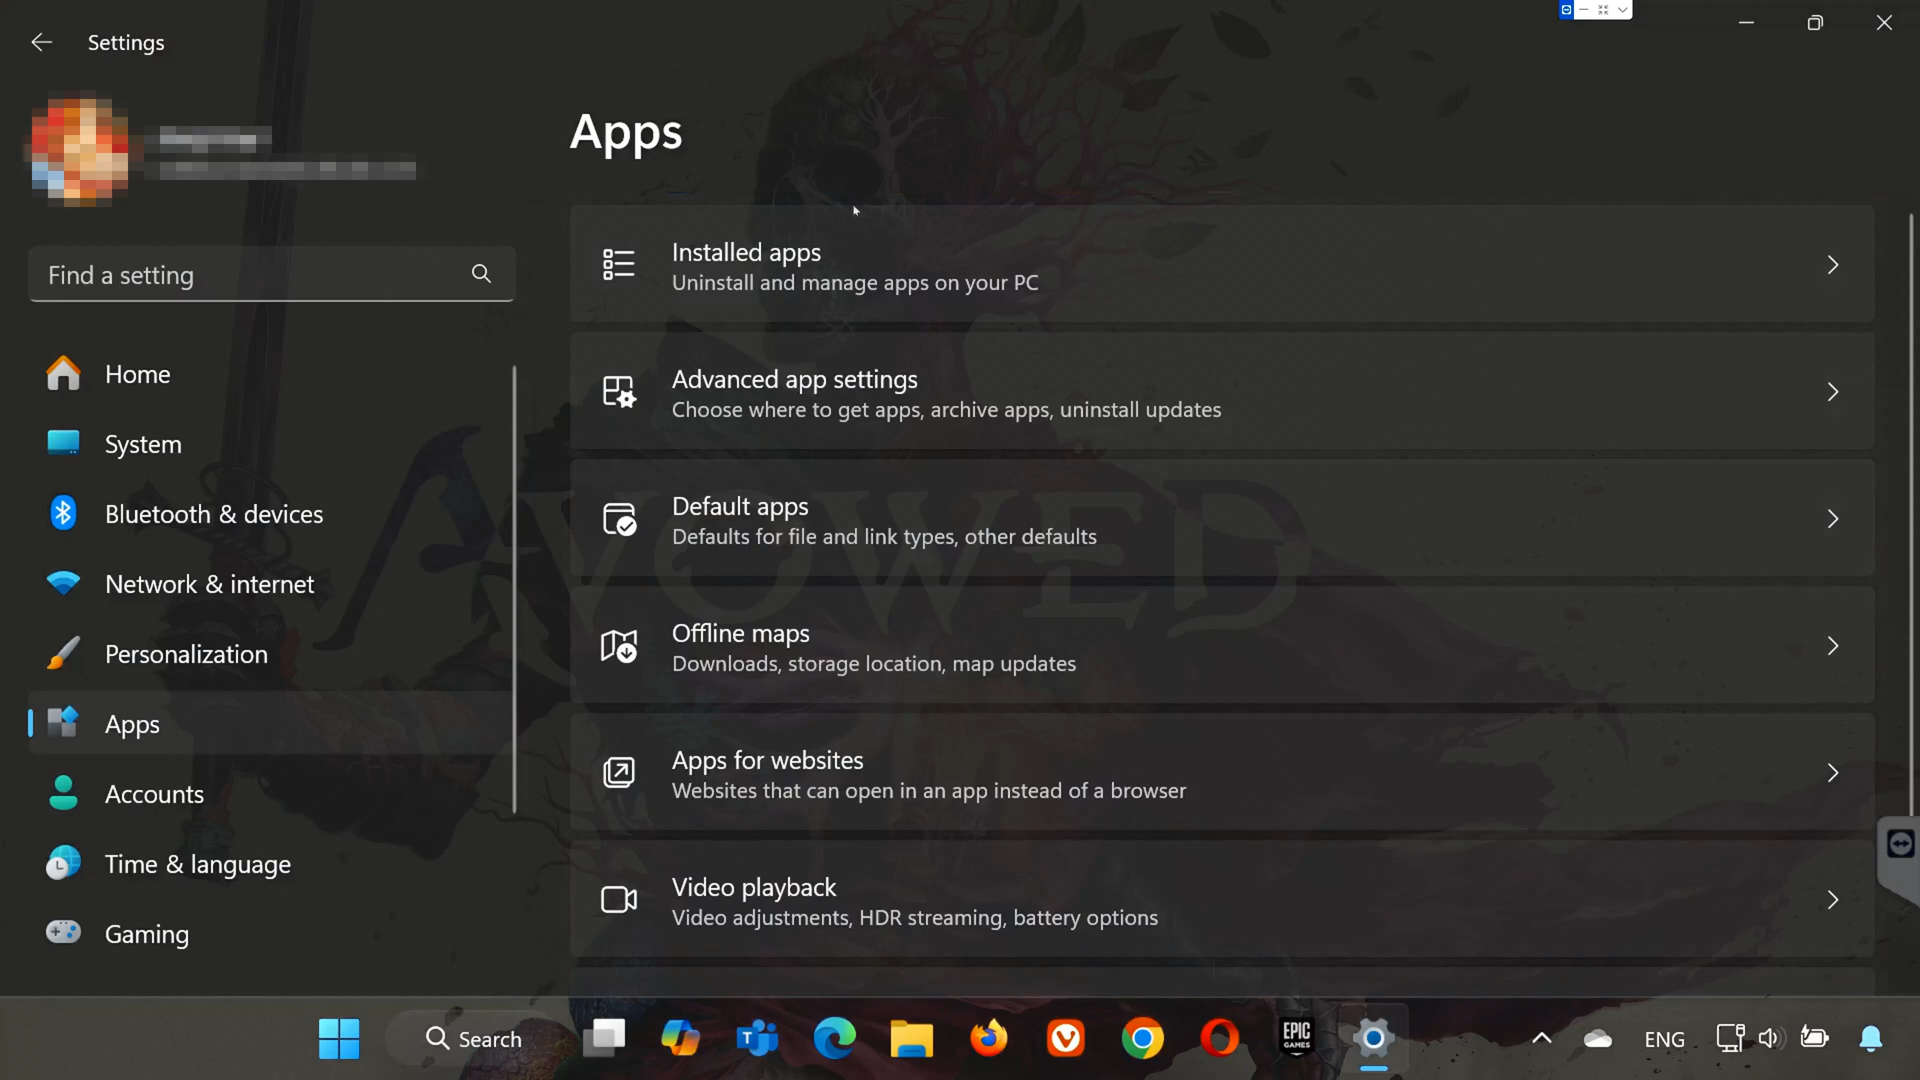 Settings
Apps
Find a setting
Home
System
Bluetooth & devices
Network & internet
Personalization
Apps
Accounts
Time & language
Gaming
Installed apps
Uninstall and manage apps on your PC
Advanced app settings
Choose where to get apps, archive apps, uninstall updates
Default apps
Defaults for file and link types, other defaults
Offline maps
Downloads, storage location, map updates
Apps for websites
Websites that can open in an app instead of a browser
Video playback
Video adjustments, HDR streaming, battery options
AVOWED
Search
EPIC
GAMES
ENG